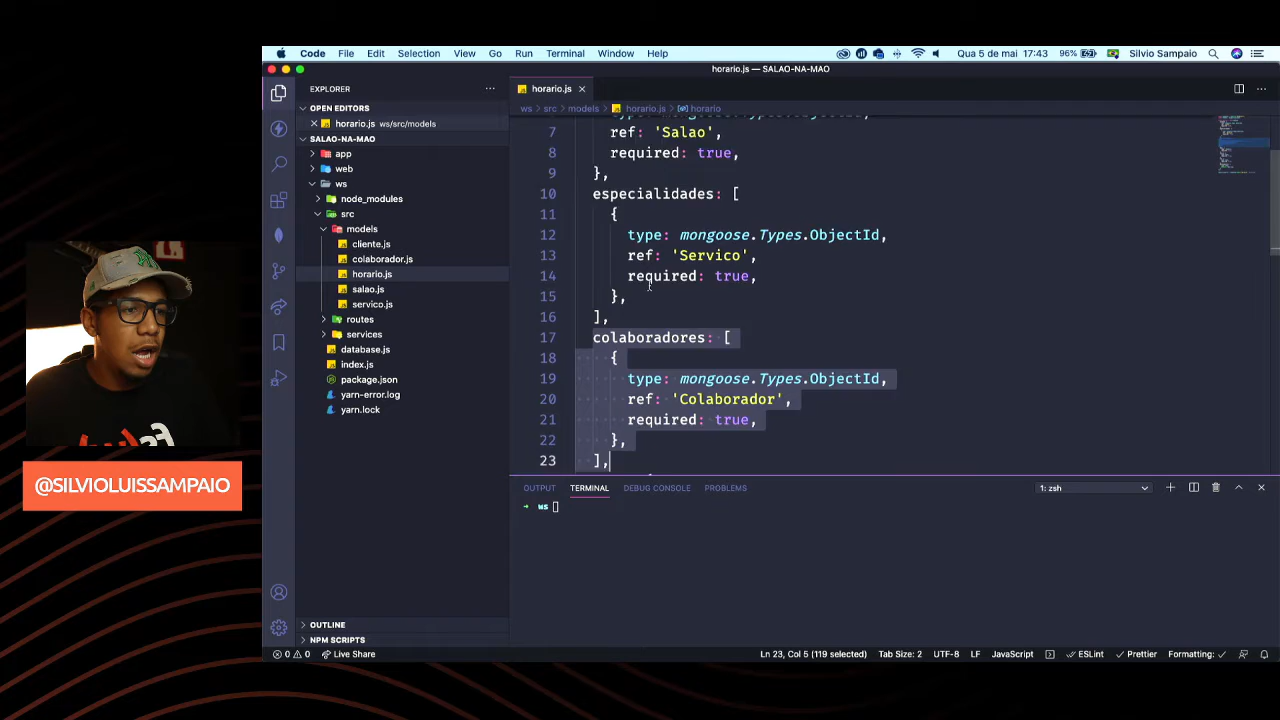 Code File Edit Selection View Go Run Terminal Window Help Qua 5 de mai 17:43 96% Silvio Sampaio
horario.js — SALAO-NA-MAO
EXPLORER
horario.js
OPEN EDITORS
horario.js ws/src/models
SALAO-NA-MAO
app
web
ws
node_modules
src
models
cliente.js
colaborador.js
horario.js
salao.js
servico.js
routes
services
database.js
index.js
package.json
yarn-error.log
yarn.lock
OUTLINE
NPM SCRIPTS
ws > src > models > horario.js > horario
7 ref: 'Salao',
8 required: true,
9 },
10 especialidades: [
11 {
12 type: mongoose.Types.ObjectId,
13 ref: 'Servico',
14 required: true,
15 },
16 ],
17 colaboradores: [
18 {
19 type: mongoose.Types.ObjectId,
20 ref: 'Colaborador',
21 required: true,
22 },
23 ],
OUTPUT TERMINAL DEBUG CONSOLE PROBLEMS 1: zsh
→ ws
0 0 Live Share Ln 23, Col 5 (119 selected) Tab Size: 2 UTF-8 LF JavaScript ESLint Prettier Formatting: ✓
@SILVIOLUISSAMPAIO